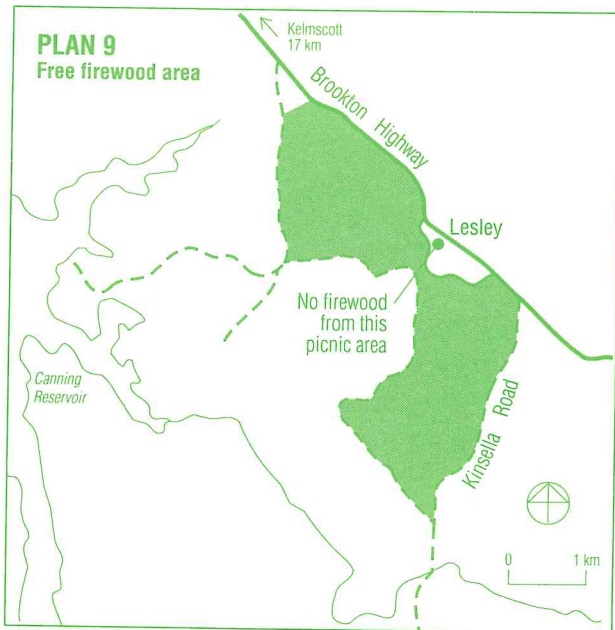 PLAN 9
Free firewood area
Kelmscott
17 km
Brookton Highway
Lesley
No firewood
from this
picnic area
Canning
Reservoir
Kinsella Road
0 1 km